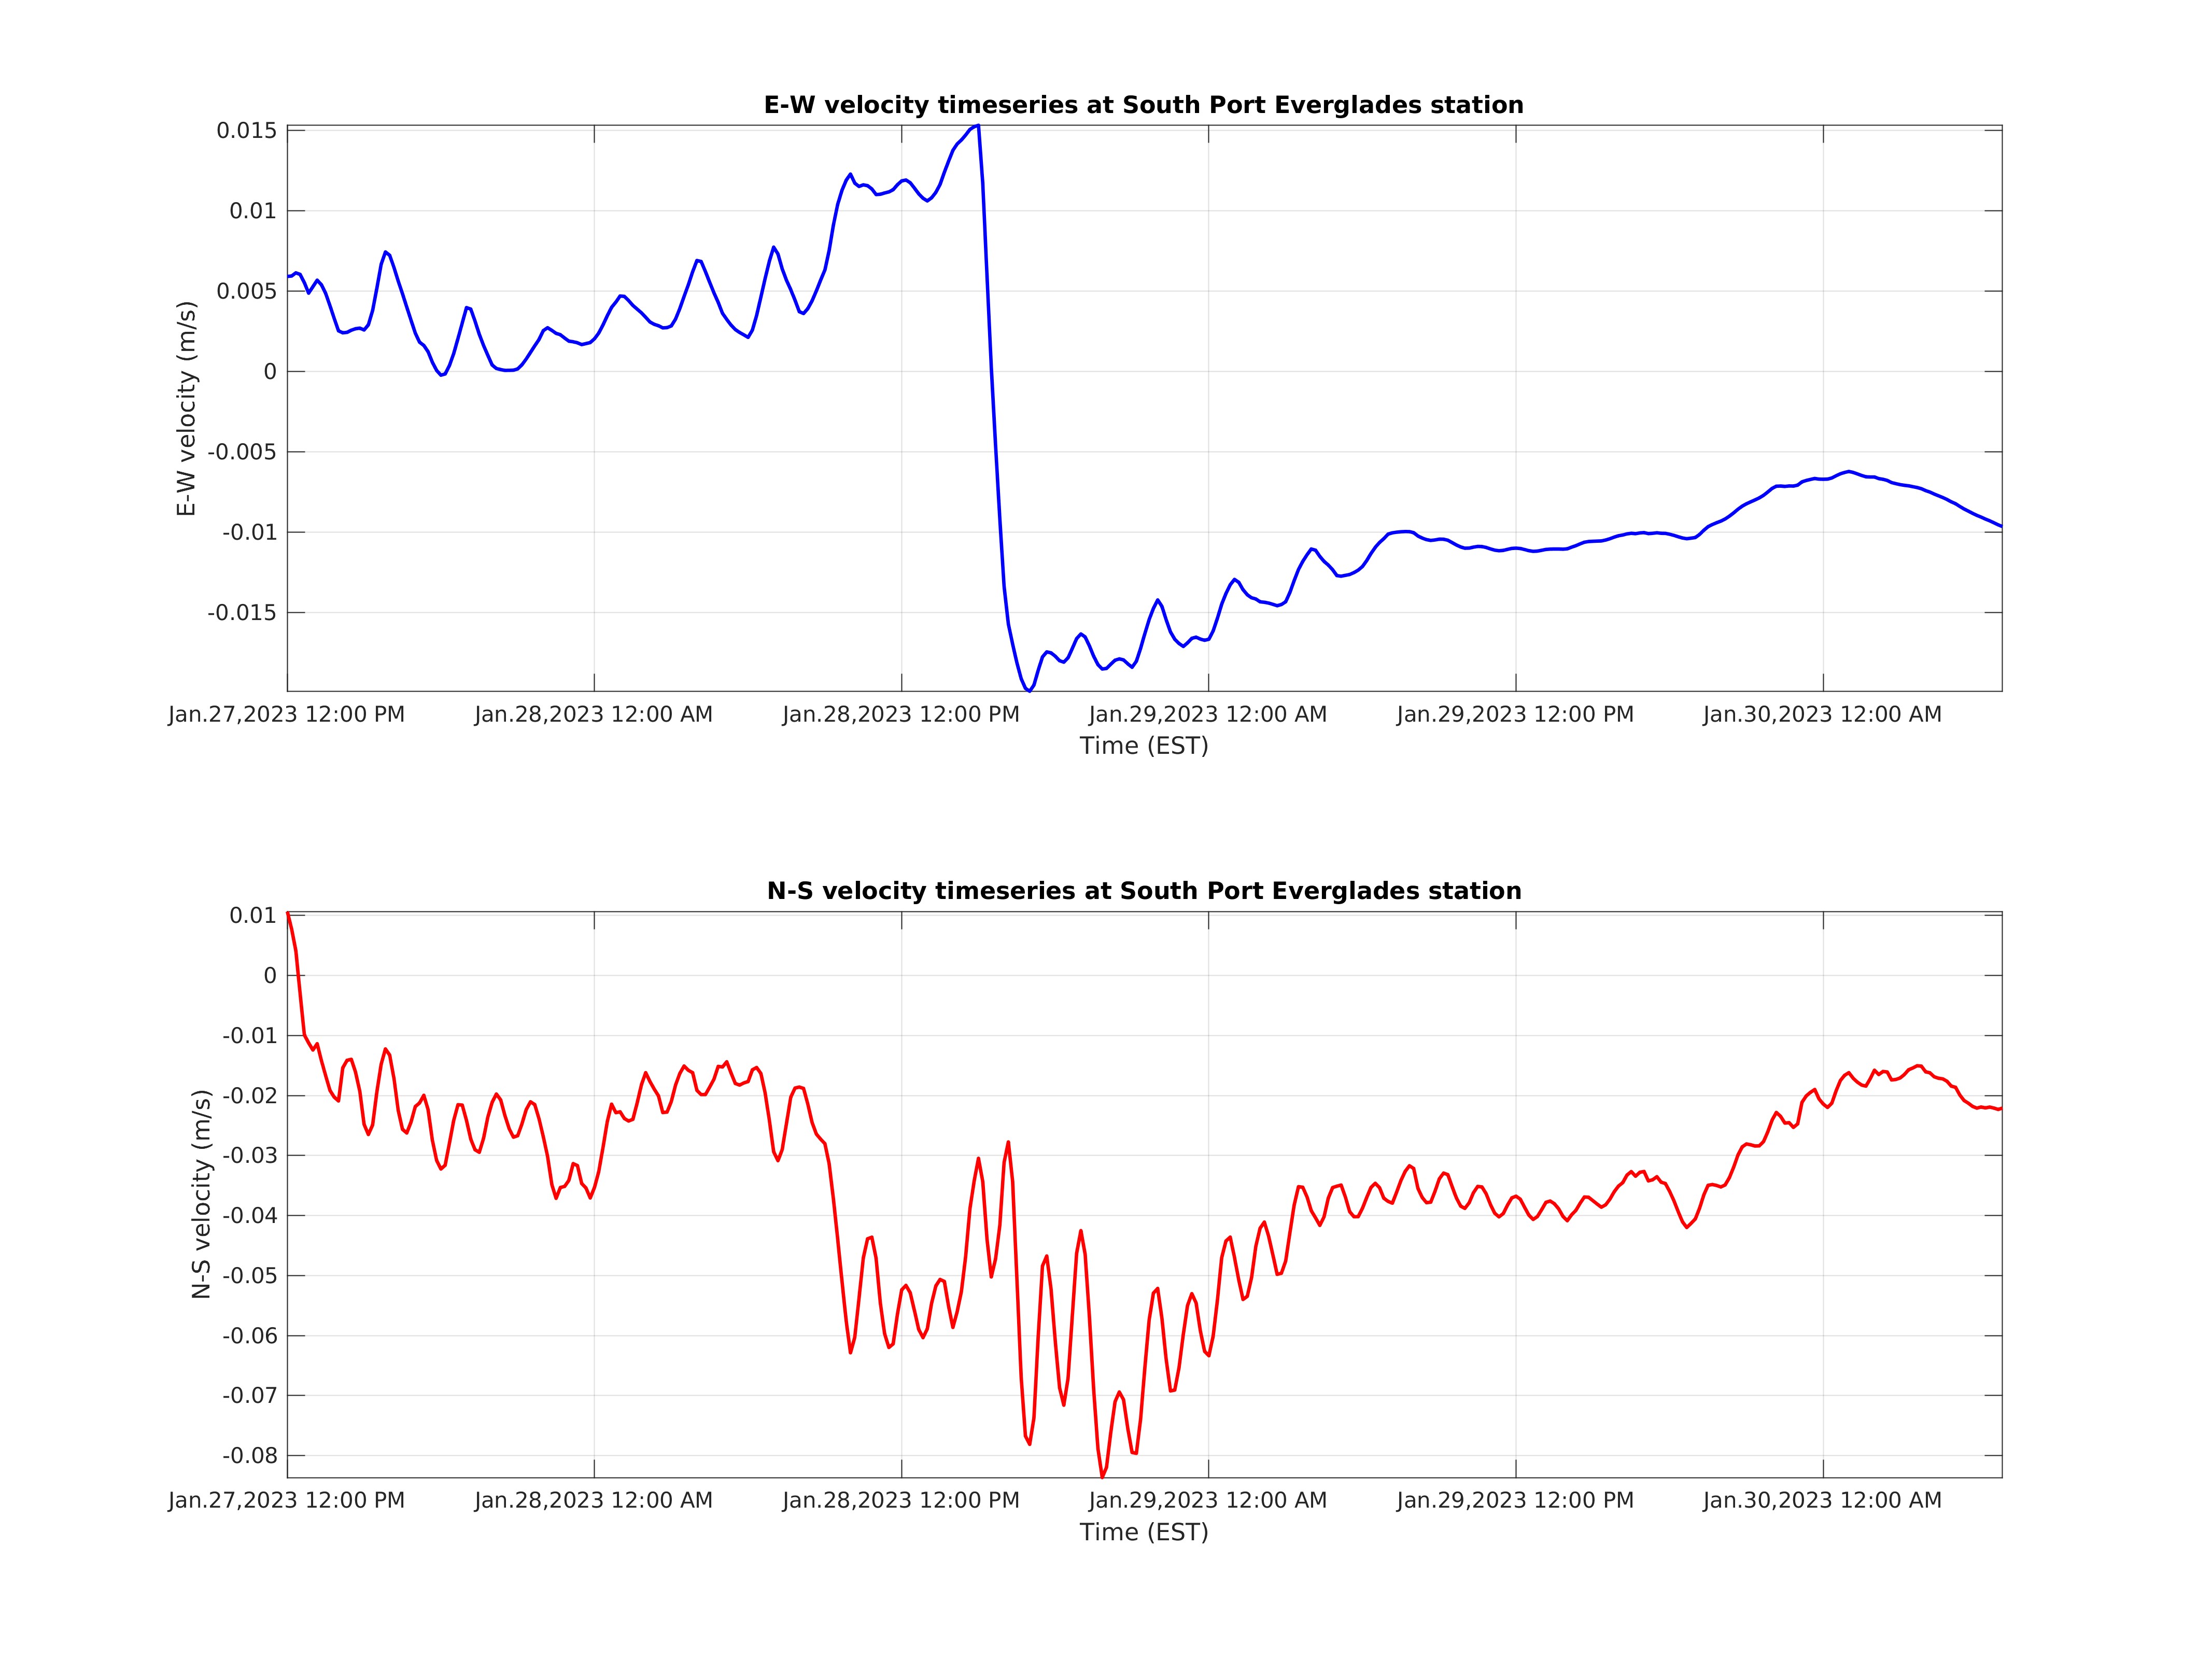 E-W velocity timeseries at South Port Everglades station
0.015
0.01
0.005
0
-0.005
-0.01
-0.015
E-W velocity (m/s)
Jan.27,2023 12:00 PM Jan.28,2023 12:00 AM Jan.28,2023 12:00 PM Jan.29,2023 12:00 AM Jan.29,2023 12:00 PM Jan.30,2023 12:00 AM
Time (EST)
N-S velocity timeseries at South Port Everglades station
0.01
0
-0.01
-0.02
-0.03
-0.04
-0.05
-0.06
-0.07
-0.08
N-S velocity (m/s)
Jan.27,2023 12:00 PM Jan.28,2023 12:00 AM Jan.28,2023 12:00 PM Jan.29,2023 12:00 AM Jan.29,2023 12:00 PM Jan.30,2023 12:00 AM
Time (EST)